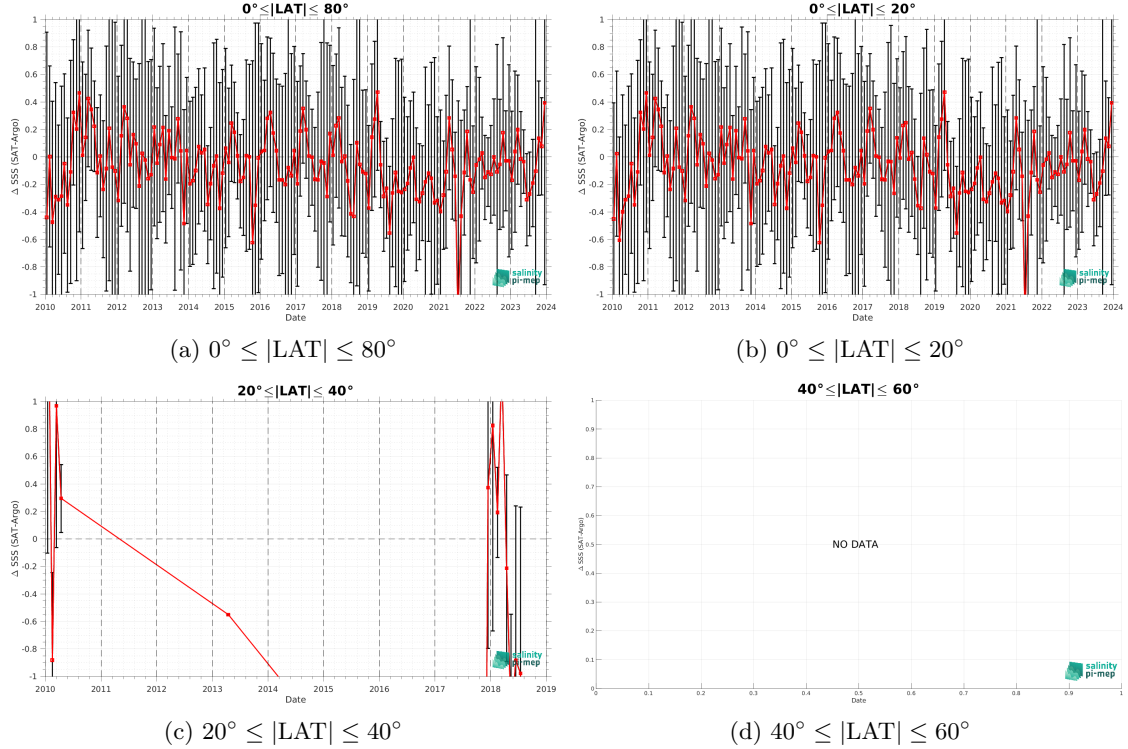 0°≤|LAT|≤ 80°
Δ SSS (SAT-Argo)
1
0.8
0.6
0.4
0.2
0
-0.2
-0.4
-0.6
-0.8
-1
2010 2011 2012 2013 2014 2015 2016 2017 2018 2019 2020 2021 2022 2023 2024
Date
salinity
pi-mep
(a) 0° ≤ |LAT| ≤ 80°
0°≤|LAT|≤ 20°
Δ SSS (SAT-Argo)
1
0.8
0.6
0.4
0.2
0
-0.2
-0.4
-0.6
-0.8
-1
2010 2011 2012 2013 2014 2015 2016 2017 2018 2019 2020 2021 2022 2023 2024
Date
salinity
pi-mep
(b) 0° ≤ |LAT| ≤ 20°
20°≤|LAT|≤ 40°
Δ SSS (SAT-Argo)
1
0.8
0.6
0.4
0.2
0
-0.2
-0.4
-0.6
-0.8
-1
2010 2011 2012 2013 2014 2015 2016 2017 2018 2019
Date
salinity
pi-mep
(c) 20° ≤ |LAT| ≤ 40°
40°≤|LAT|≤ 60°
Δ SSS (SAT-Argo)
1
0.9
0.8
0.7
0.6
0.5
0.4
0.3
0.2
0.1
0
NO DATA
0 0.1 0.2 0.3 0.4 0.5 0.6 0.7 0.8 0.9 1
Date
salinity
pi-mep
(d) 40° ≤ |LAT| ≤ 60°